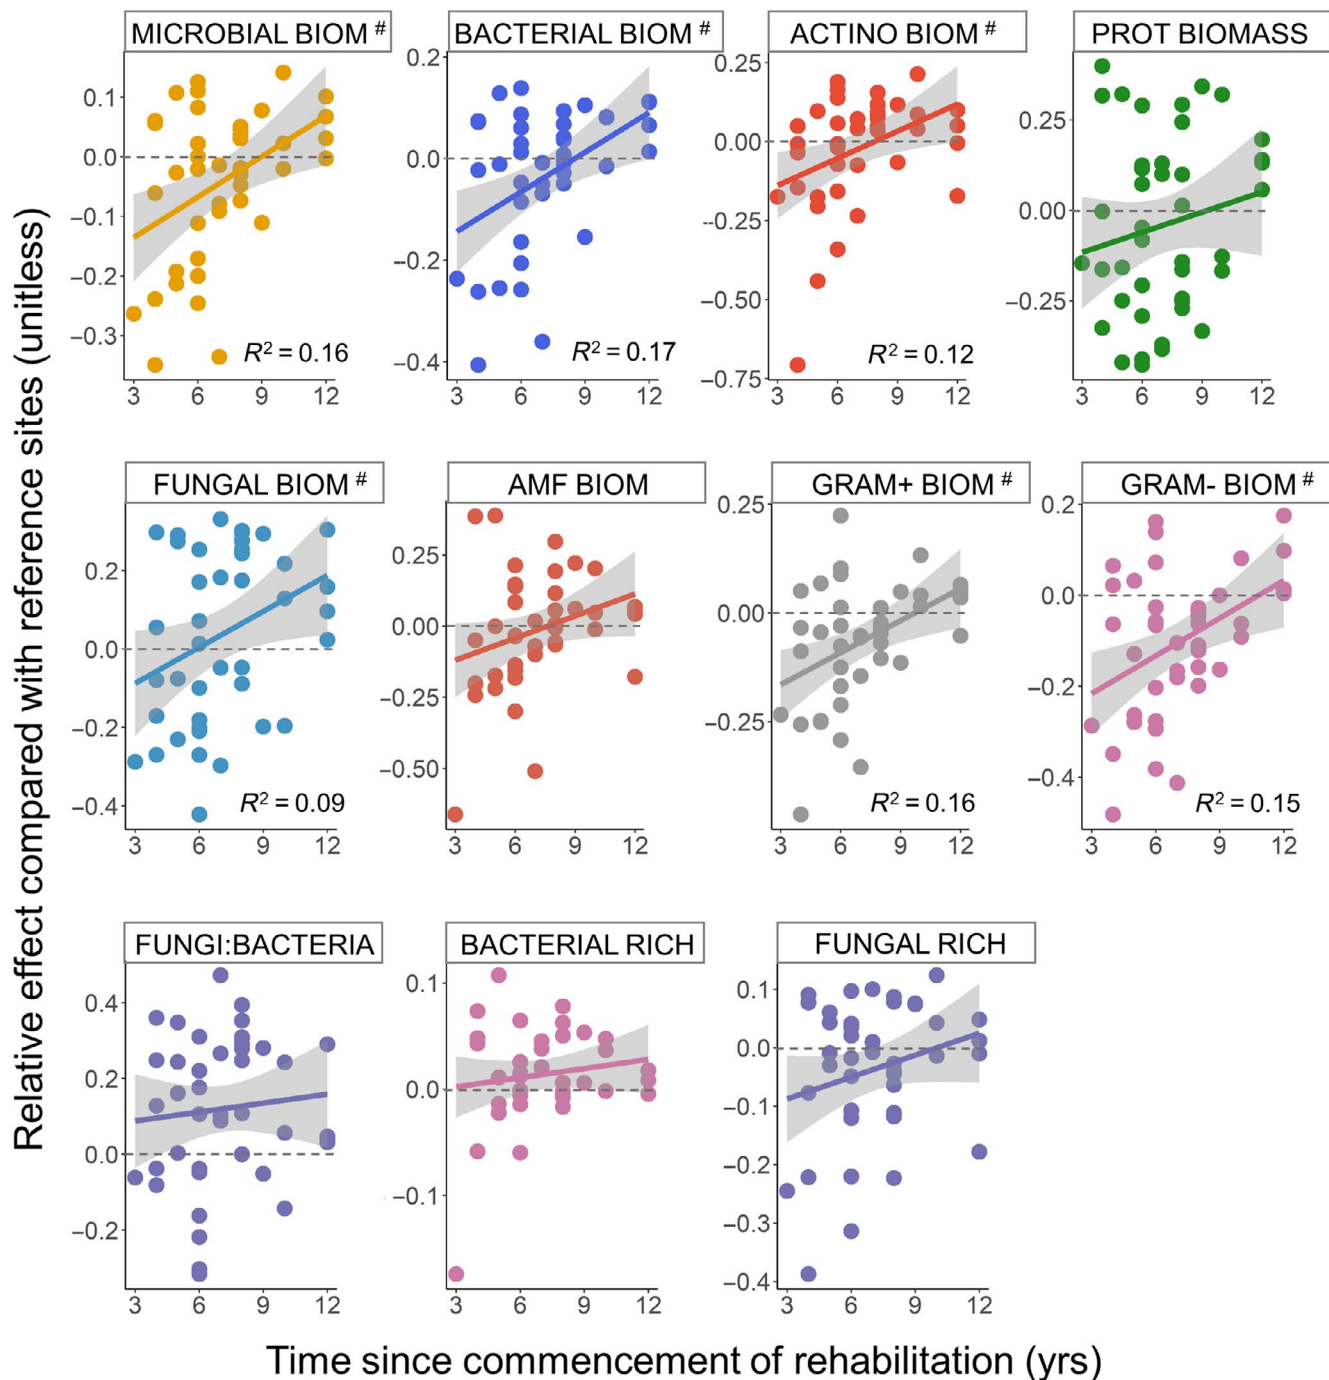 MICROBIAL BIOM #
BACTERIAL BIOM #
ACTINO BIOM #
PROT BIOMASS
0.1
0.0
−0.1
−0.2
−0.3
R² = 0.16
3 6 9 12
0.2
0.0
−0.2
−0.4
R² = 0.17
3 6 9 12
0.25
0.00
−0.25
−0.50
−0.75
R² = 0.12
3 6 9 12
0.25
0.00
−0.25
3 6 9 12
FUNGAL BIOM #
AMF BIOM
GRAM+ BIOM #
GRAM- BIOM #
0.2
0.0
−0.2
−0.4
R² = 0.09
3 6 9 12
0.25
0.00
−0.25
−0.50
3 6 9 12
0.25
0.00
−0.25
R² = 0.16
3 6 9 12
0.2
0.0
−0.2
−0.4
R² = 0.15
3 6 9 12
FUNGI:BACTERIA
BACTERIAL RICH
FUNGAL RICH
0.4
0.2
0.0
−0.2
3 6 9 12
0.1
0.0
−0.1
3 6 9 12
0.1
0.0
−0.1
−0.2
−0.3
−0.4
3 6 9 12
Relative effect compared with reference sites (unitless)
Time since commencement of rehabilitation (yrs)